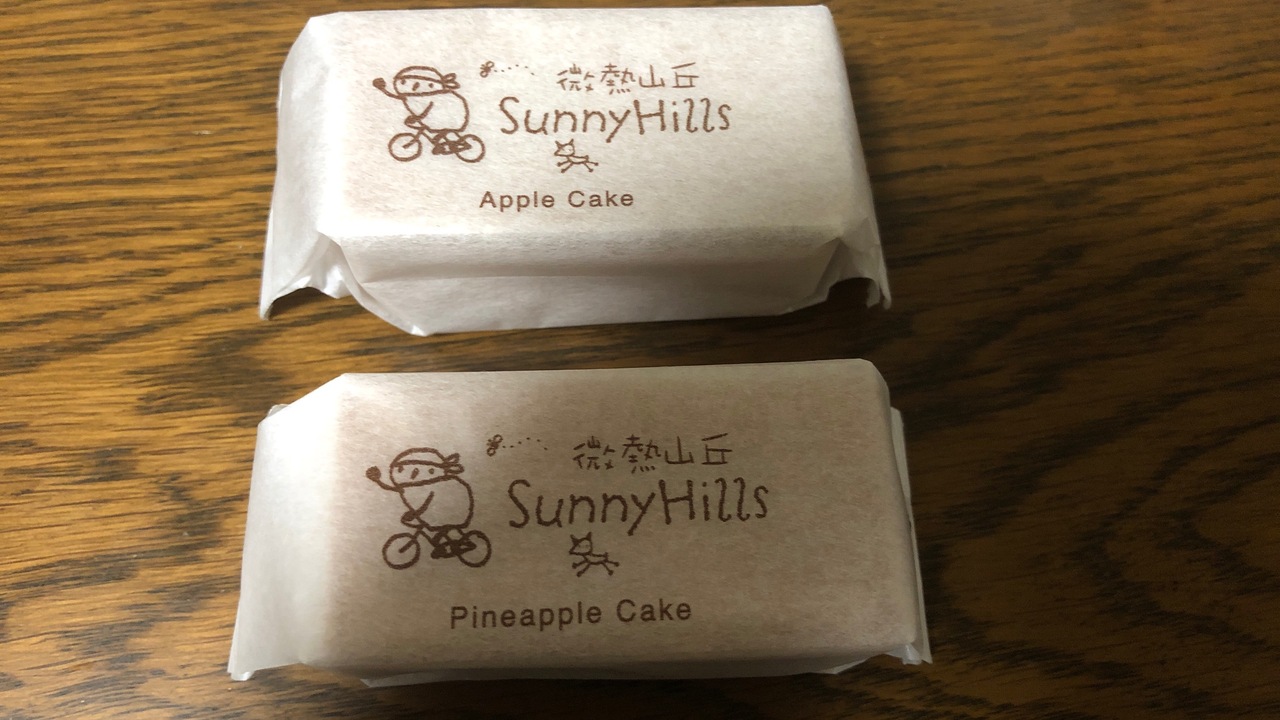 微熱山丘
SunnyHills
Apple Cake
微熱山丘
SunnyHills
Pineapple Cake